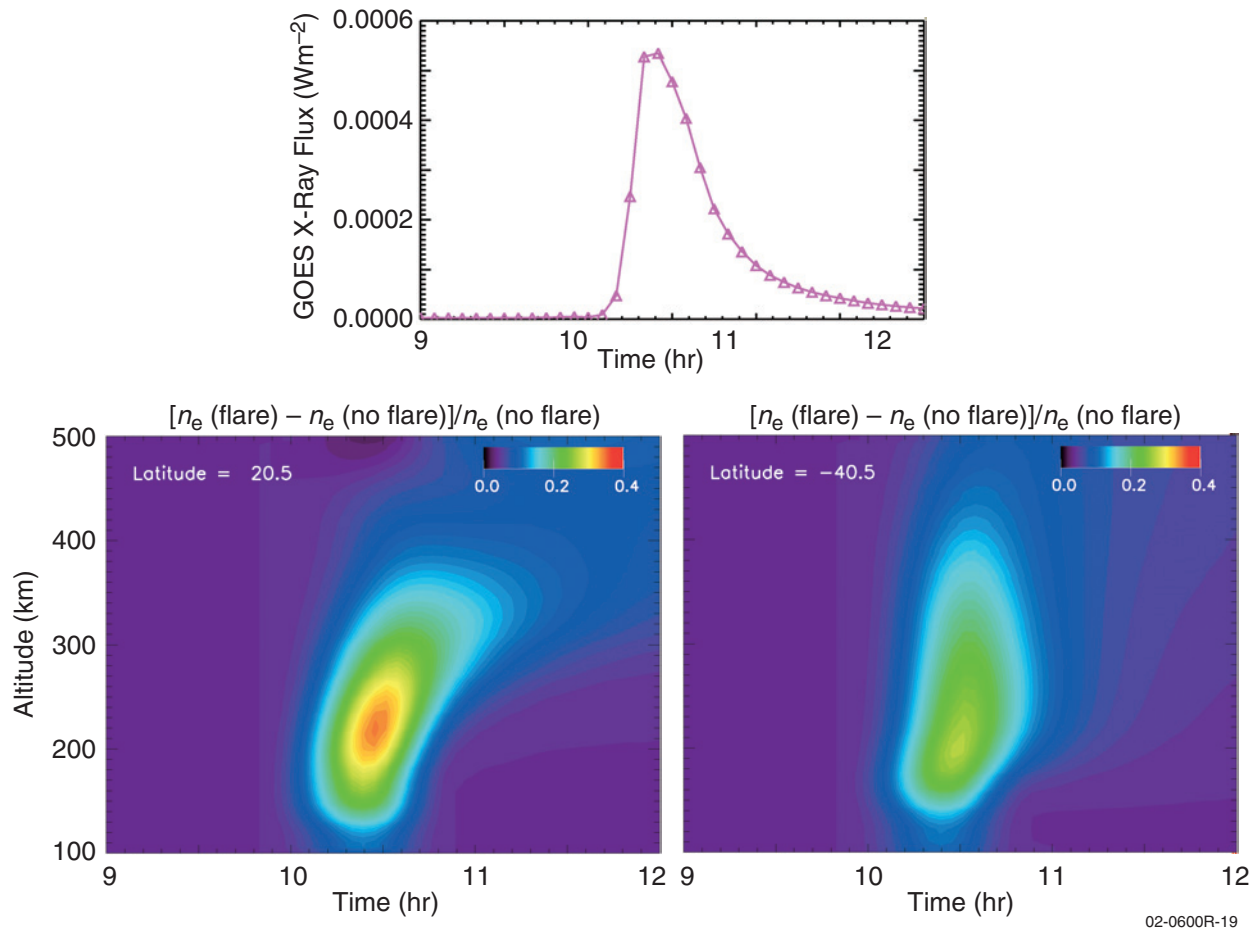 0.0006
0.0004
0.0002
0.0000
GOES X-Ray Flux (Wm–2)
9 10 11 12
Time (hr)
[ne (flare) – ne (no flare)]/ne (no flare)
Latitude = 20.5
0.0 0.2 0.4
500
400
300
200
100
Altitude (km)
9 10 11 12
Time (hr)
[ne (flare) – ne (no flare)]/ne (no flare)
Latitude = −40.5
0.0 0.2 0.4
9 10 11 12
Time (hr)
02-0600R-19